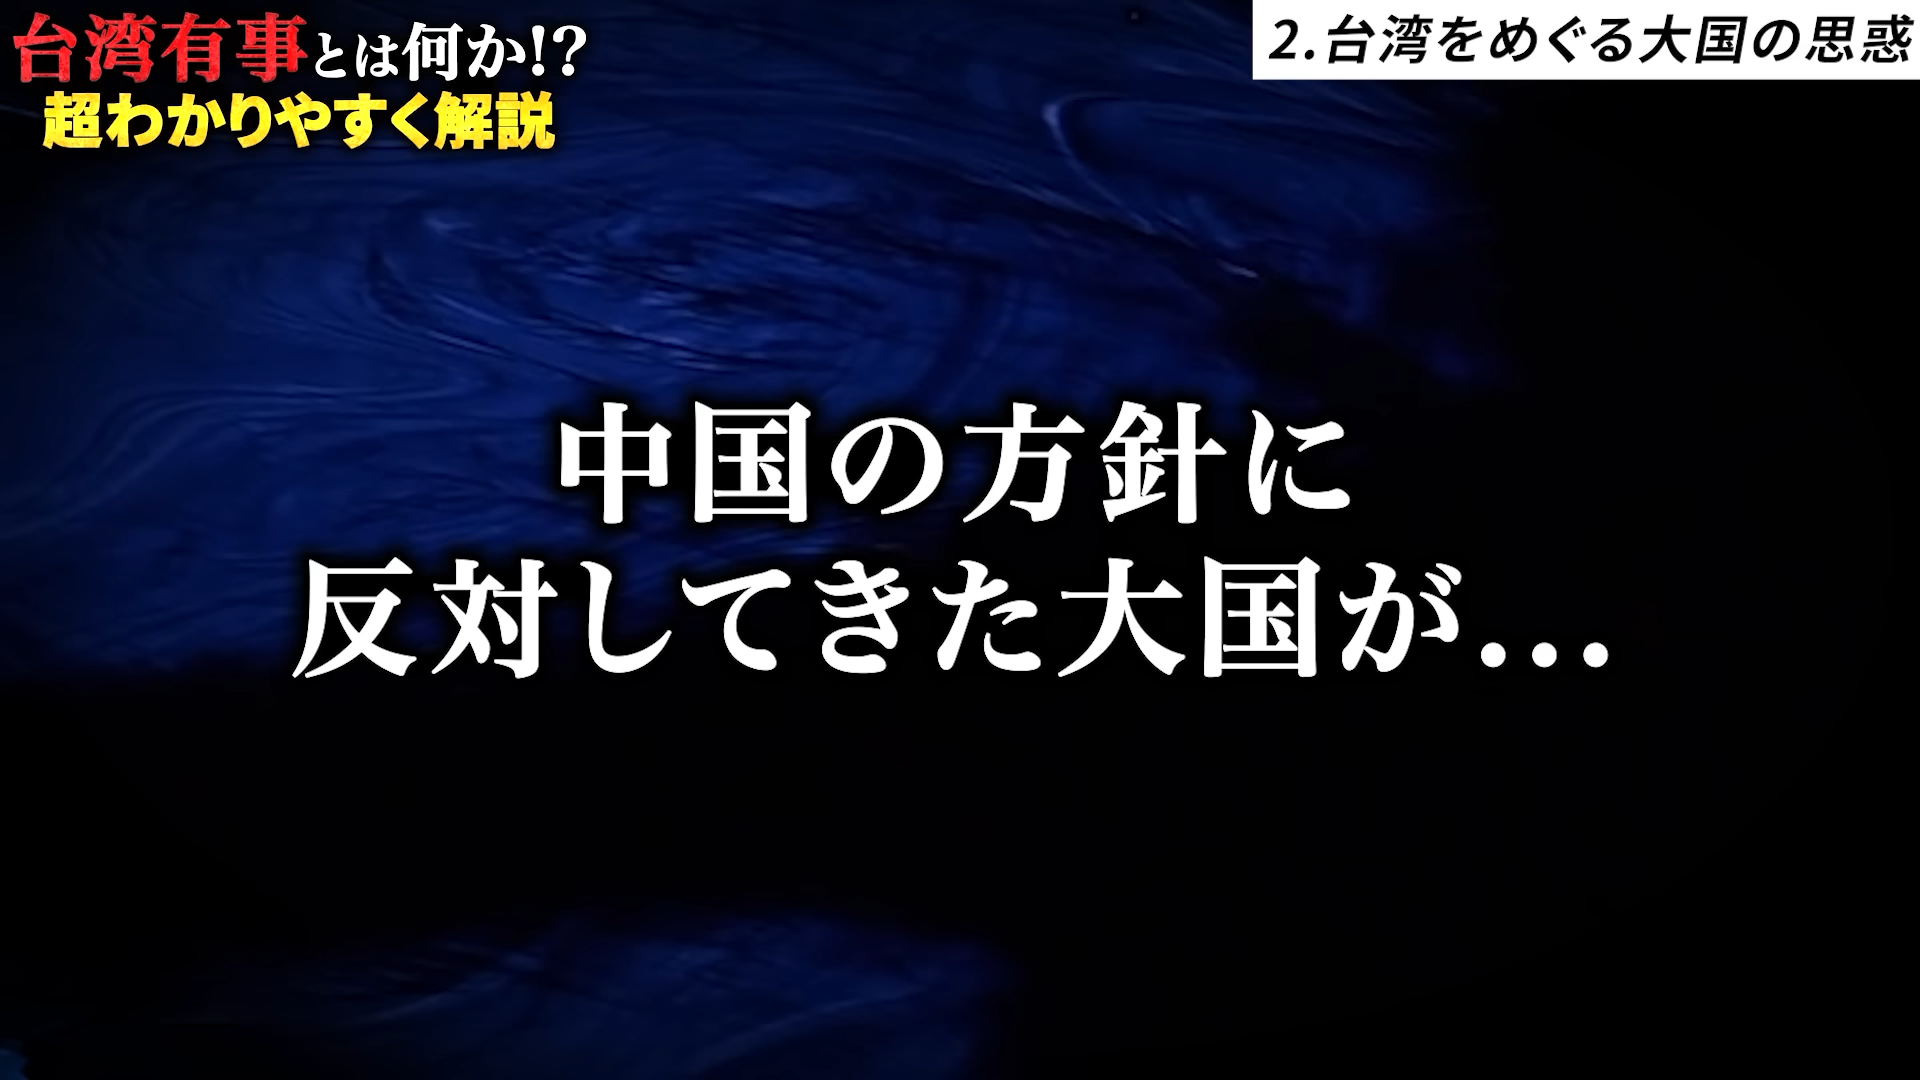 台湾有事とは何か!?
超わかりやすく解説
2.台湾をめぐる大国の思惑
中国の方針に
反対してきた大国が...